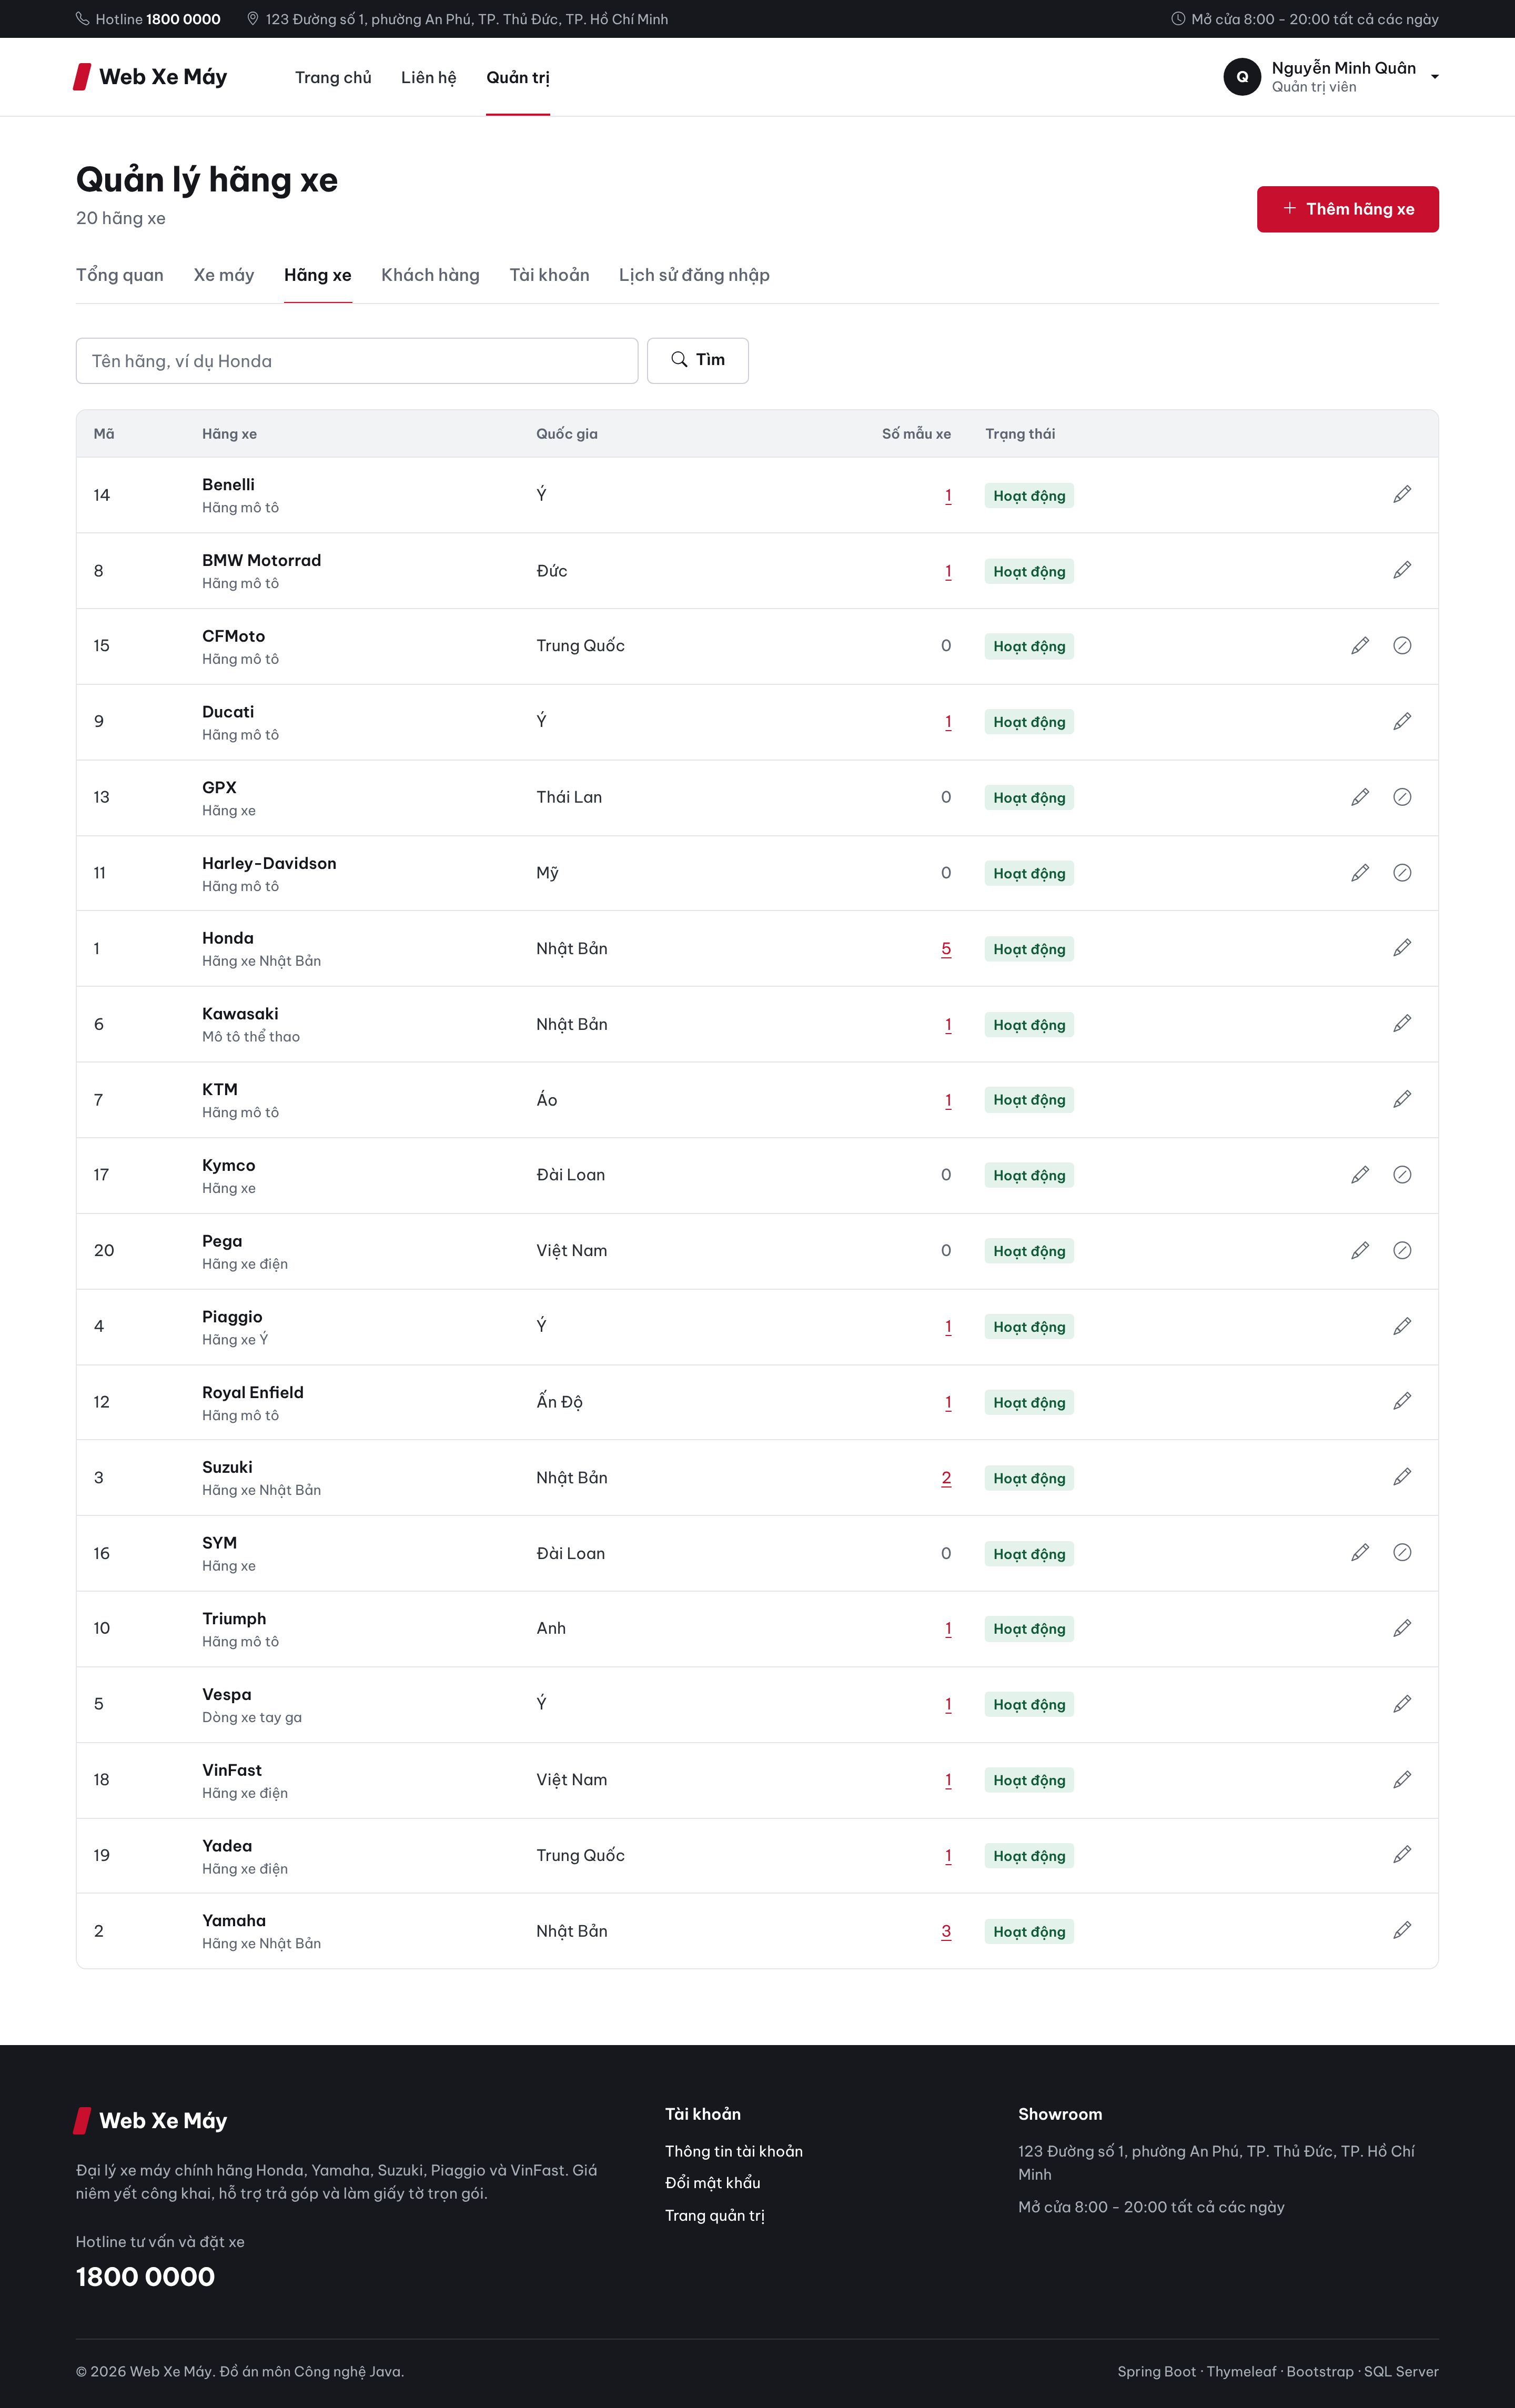 Hotline 1800 0000
123 Đường số 1, phường An Phú, TP. Thủ Đức, TP. Hồ Chí Minh
Mở cửa 8:00 - 20:00 tất cả các ngày
Web Xe Máy
Trang chủ
Liên hệ
Quản trị
Q
Nguyễn Minh Quân
Quản trị viên
Quản lý hãng xe
20 hãng xe
Thêm hãng xe
Tổng quan
Xe máy
Hãng xe
Khách hàng
Tài khoản
Lịch sử đăng nhập
Tên hãng, ví dụ Honda
Tìm
Mã Hãng xe Quốc gia Số mẫu xe Trạng thái
14 Benelli Ý 1 Hoạt động
Hãng mô tô
8 BMW Motorrad Đức 1 Hoạt động
Hãng mô tô
15 CFMoto Trung Quốc 0 Hoạt động
Hãng mô tô
9 Ducati Ý 1 Hoạt động
Hãng mô tô
13 GPX Thái Lan 0 Hoạt động
Hãng xe
11 Harley-Davidson Mỹ 0 Hoạt động
Hãng mô tô
1 Honda Nhật Bản 5 Hoạt động
Hãng xe Nhật Bản
6 Kawasaki Nhật Bản 1 Hoạt động
Mô tô thể thao
7 KTM Áo 1 Hoạt động
Hãng mô tô
17 Kymco Đài Loan 0 Hoạt động
Hãng xe
20 Pega Việt Nam 0 Hoạt động
Hãng xe điện
4 Piaggio Ý 1 Hoạt động
Hãng xe Ý
12 Royal Enfield Ấn Độ 1 Hoạt động
Hãng mô tô
3 Suzuki Nhật Bản 2 Hoạt động
Hãng xe Nhật Bản
16 SYM Đài Loan 0 Hoạt động
Hãng xe
10 Triumph Anh 1 Hoạt động
Hãng mô tô
5 Vespa Ý 1 Hoạt động
Dòng xe tay ga
18 VinFast Việt Nam 1 Hoạt động
Hãng xe điện
19 Yadea Trung Quốc 1 Hoạt động
Hãng xe điện
2 Yamaha Nhật Bản 3 Hoạt động
Hãng xe Nhật Bản
Web Xe Máy
Đại lý xe máy chính hãng Honda, Yamaha, Suzuki, Piaggio và VinFast. Giá
niêm yết công khai, hỗ trợ trả góp và làm giấy tờ trọn gói.
Hotline tư vấn và đặt xe
1800 0000
Tài khoản
Thông tin tài khoản
Đổi mật khẩu
Trang quản trị
Showroom
123 Đường số 1, phường An Phú, TP. Thủ Đức, TP. Hồ Chí
Minh
Mở cửa 8:00 - 20:00 tất cả các ngày
© 2026 Web Xe Máy. Đồ án môn Công nghệ Java.
Spring Boot · Thymeleaf · Bootstrap · SQL Server